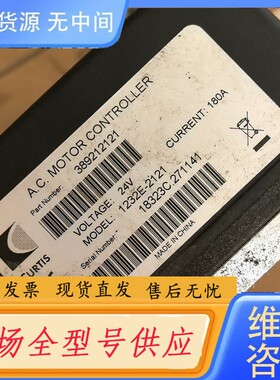 货源 无中间
A.C. MOTOR CONTROLLER
Part Number: 389212121
VOLTAGE: 24V
CURRENT: 180A
MODEL: 1232E-2121
Serial Number: 18323C.271141
MADE IN CHINA
URTIS
发票 现货直发 售后无忧
场全型号供应
维
咨